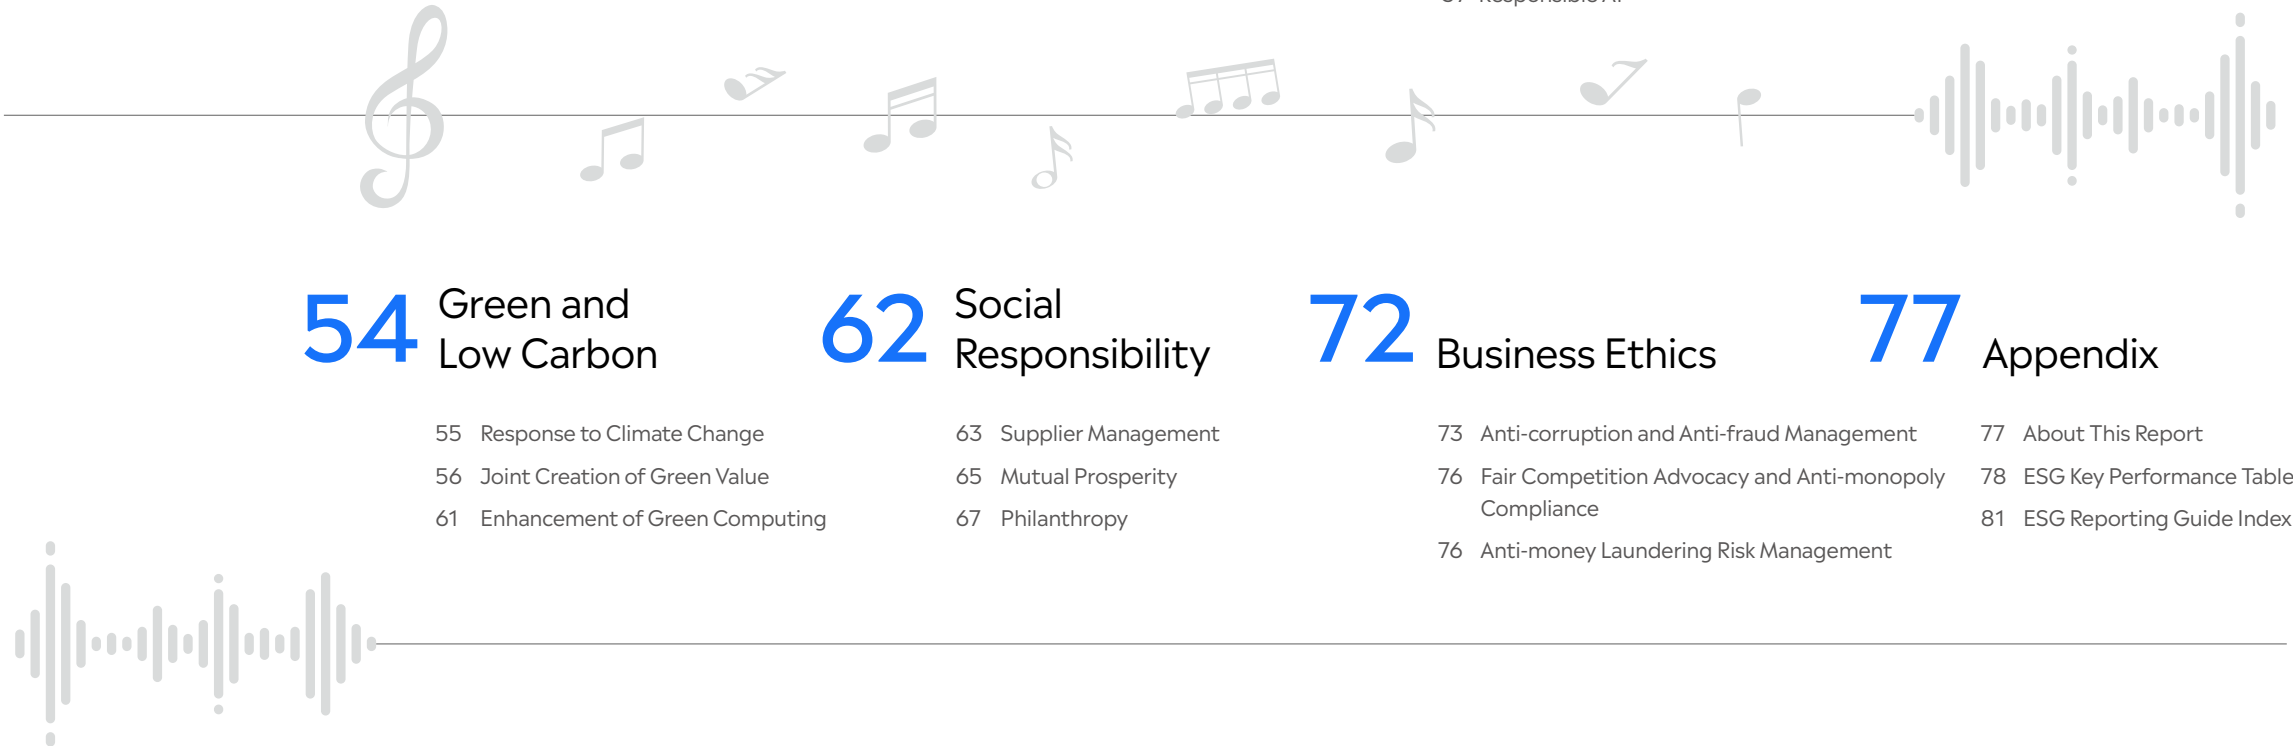 54 Green and
Low Carbon
55 Response to Climate Change
56 Joint Creation of Green Value
61 Enhancement of Green Computing
62 Social
Responsibility
63 Supplier Management
65 Mutual Prosperity
67 Philanthropy
72 Business Ethics
73 Anti-corruption and Anti-fraud Management
76 Fair Competition Advocacy and Anti-monopoly
Compliance
76 Anti-money Laundering Risk Management
77 Appendix
77 About This Report
78 ESG Key Performance Table
81 ESG Reporting Guide Index